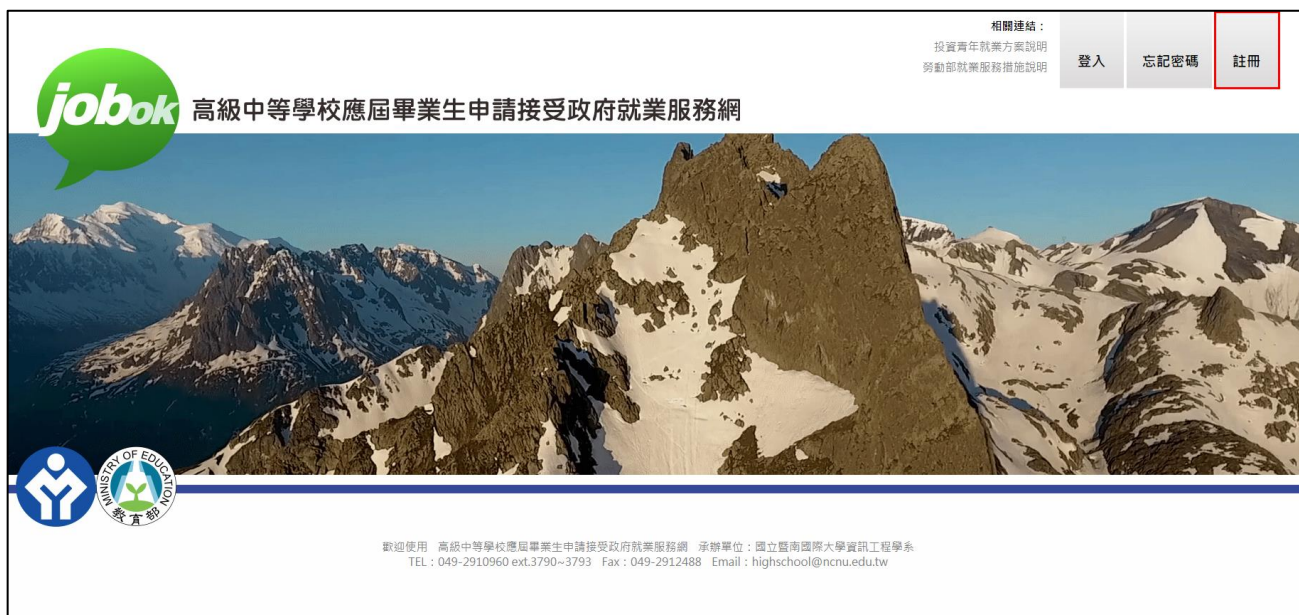 相關連結：
投資青年就業方案說明
勞動部就業服務措施說明
登入
忘記密碼
註冊
jobok
高級中等學校應屆畢業生申請接受政府就業服務網
MINISTRY OF EDUCATION
教育部
歡迎使用　高級中等學校應屆畢業生申請接受政府就業服務網　承辦單位：國立暨南國際大學資訊工程學系
TEL：049-2910960 ext.3790~3793　Fax：049-2912488　Email：highschool@ncnu.edu.tw